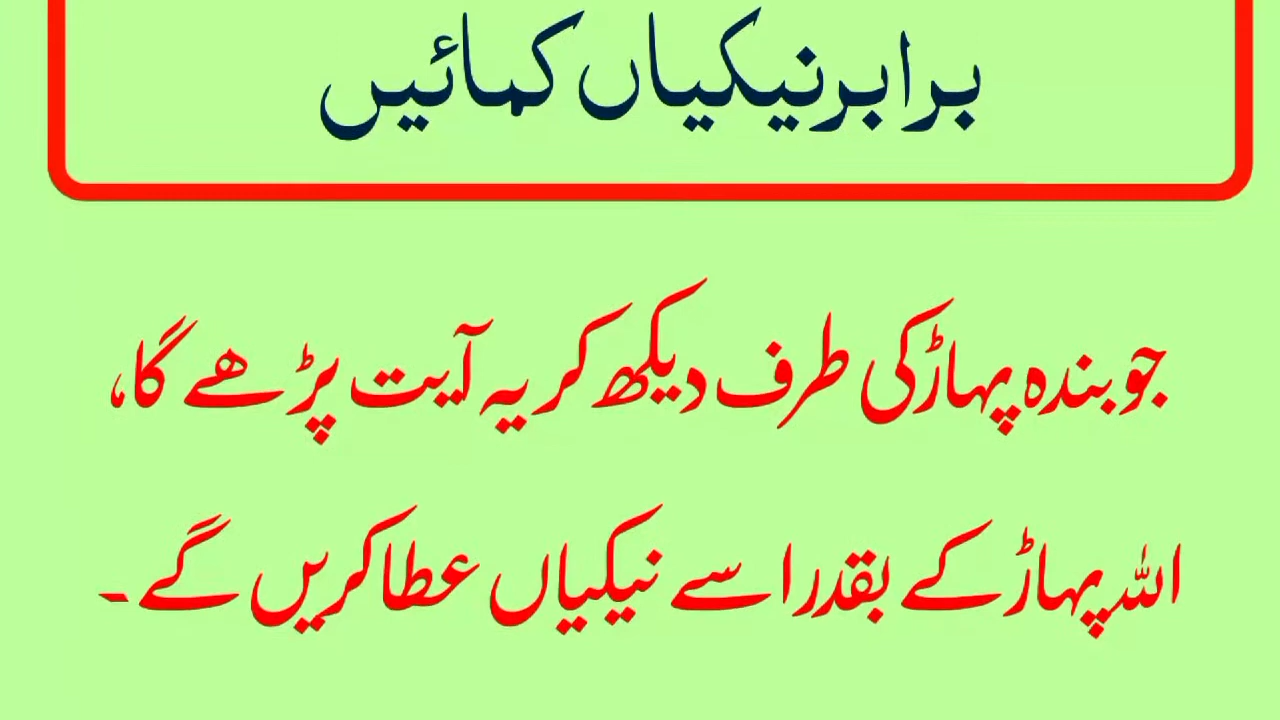 برابر نیکیاں کمائیں
جو بندہ پہاڑ کی طرف دیکھ کر یہ آیت پڑھے گا،
اللہ پہاڑ کے بقدر اسے نیکیاں عطا کریں گے۔